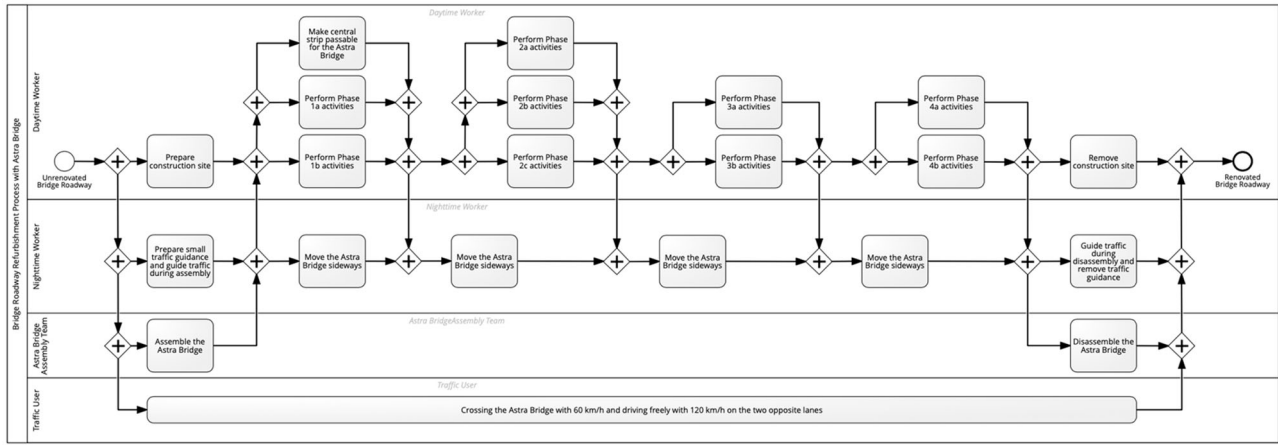 Bridge Roadway Refurbishment Process with Astra Bridge
Daytime Worker
Daytime Worker
Unrenovated
Bridge Roadway
Prepare
construction site
Make central
strip passable
for the Astra
Bridge
Perform Phase
1a activities
Perform Phase
1b activities
Perform Phase
2a activities
Perform Phase
2b activities
Perform Phase
2c activities
Perform Phase
3a activities
Perform Phase
3b activities
Perform Phase
4a activities
Perform Phase
4b activities
Remove
construction site
Renovated
Bridge Roadway
Nighttime Worker
Nighttime Worker
Prepare small
traffic guidance
and guide traffic
during assembly
Move the Astra
Bridge sideways
Move the Astra
Bridge sideways
Move the Astra
Bridge sideways
Move the Astra
Bridge sideways
Guide traffic
during
disassembly and
remove traffic
guidance
Astra Bridge
Assembly Team
Astra BridgeAssembly Team
Assemble the
Astra Bridge
Disassemble the
Astra Bridge
Traffic User
Traffic User
Crossing the Astra Bridge with 60 km/h and driving freely with 120 km/h on the two opposite lanes